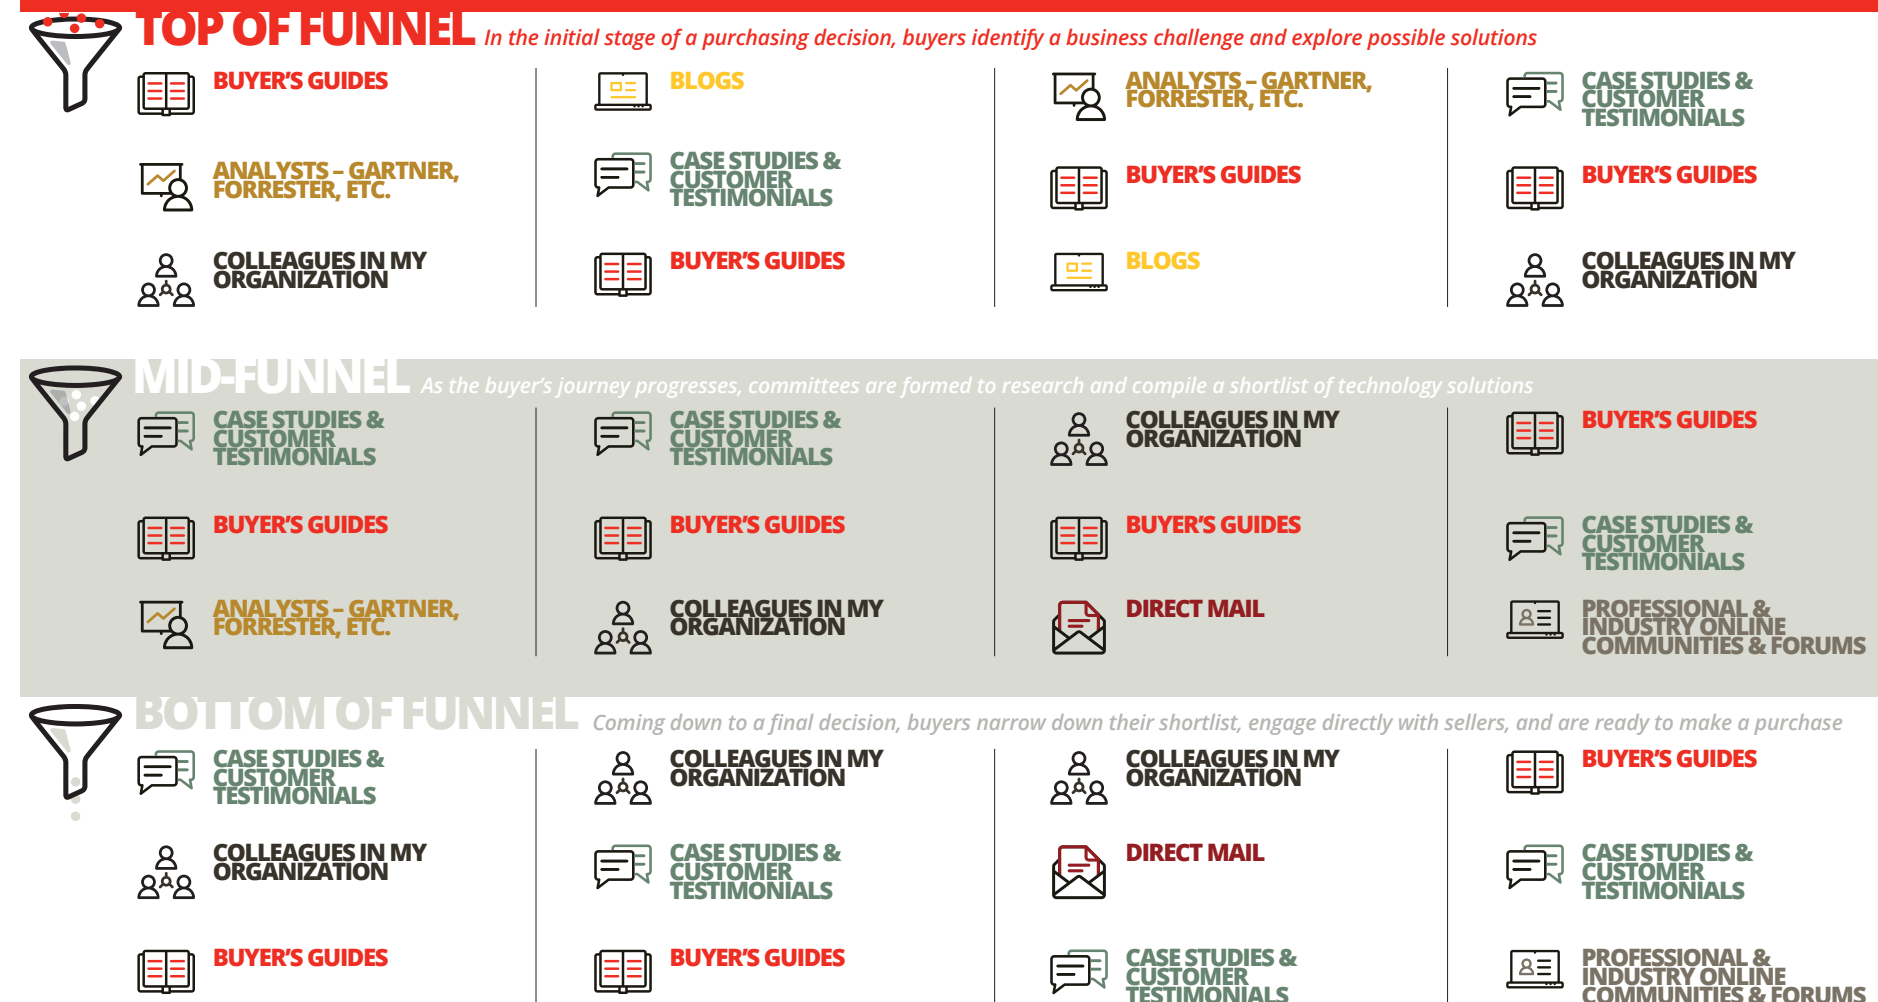 TOP OF FUNNEL In the initial stage of a purchasing decision, buyers identify a business challenge and explore possible solutions
BUYER'S GUIDES
ANALYSTS – GARTNER,
FORRESTER, ETC.
COLLEAGUES IN MY
ORGANIZATION
BLOGS
CASE STUDIES &
CUSTOMER
TESTIMONIALS
BUYER'S GUIDES
ANALYSTS – GARTNER,
FORRESTER, ETC.
BUYER'S GUIDES
BLOGS
CASE STUDIES &
CUSTOMER
TESTIMONIALS
BUYER'S GUIDES
COLLEAGUES IN MY
ORGANIZATION
MID-FUNNEL As the buyer's journey progresses, committees are formed to research and compile a shortlist of technology solutions
CASE STUDIES &
CUSTOMER
TESTIMONIALS
BUYER'S GUIDES
ANALYSTS – GARTNER,
FORRESTER, ETC.
CASE STUDIES &
CUSTOMER
TESTIMONIALS
BUYER'S GUIDES
COLLEAGUES IN MY
ORGANIZATION
COLLEAGUES IN MY
ORGANIZATION
BUYER'S GUIDES
DIRECT MAIL
BUYER'S GUIDES
CASE STUDIES &
CUSTOMER
TESTIMONIALS
PROFESSIONAL &
INDUSTRY ONLINE
COMMUNITIES & FORUMS
BOTTOM OF FUNNEL Coming down to a final decision, buyers narrow down their shortlist, engage directly with sellers, and are ready to make a purchase
CASE STUDIES &
CUSTOMER
TESTIMONIALS
COLLEAGUES IN MY
ORGANIZATION
BUYER'S GUIDES
COLLEAGUES IN MY
ORGANIZATION
CASE STUDIES &
CUSTOMER
TESTIMONIALS
BUYER'S GUIDES
COLLEAGUES IN MY
ORGANIZATION
DIRECT MAIL
CASE STUDIES &
CUSTOMER
TESTIMONIALS
BUYER'S GUIDES
CASE STUDIES &
CUSTOMER
TESTIMONIALS
PROFESSIONAL &
INDUSTRY ONLINE
COMMUNITIES & FORUMS